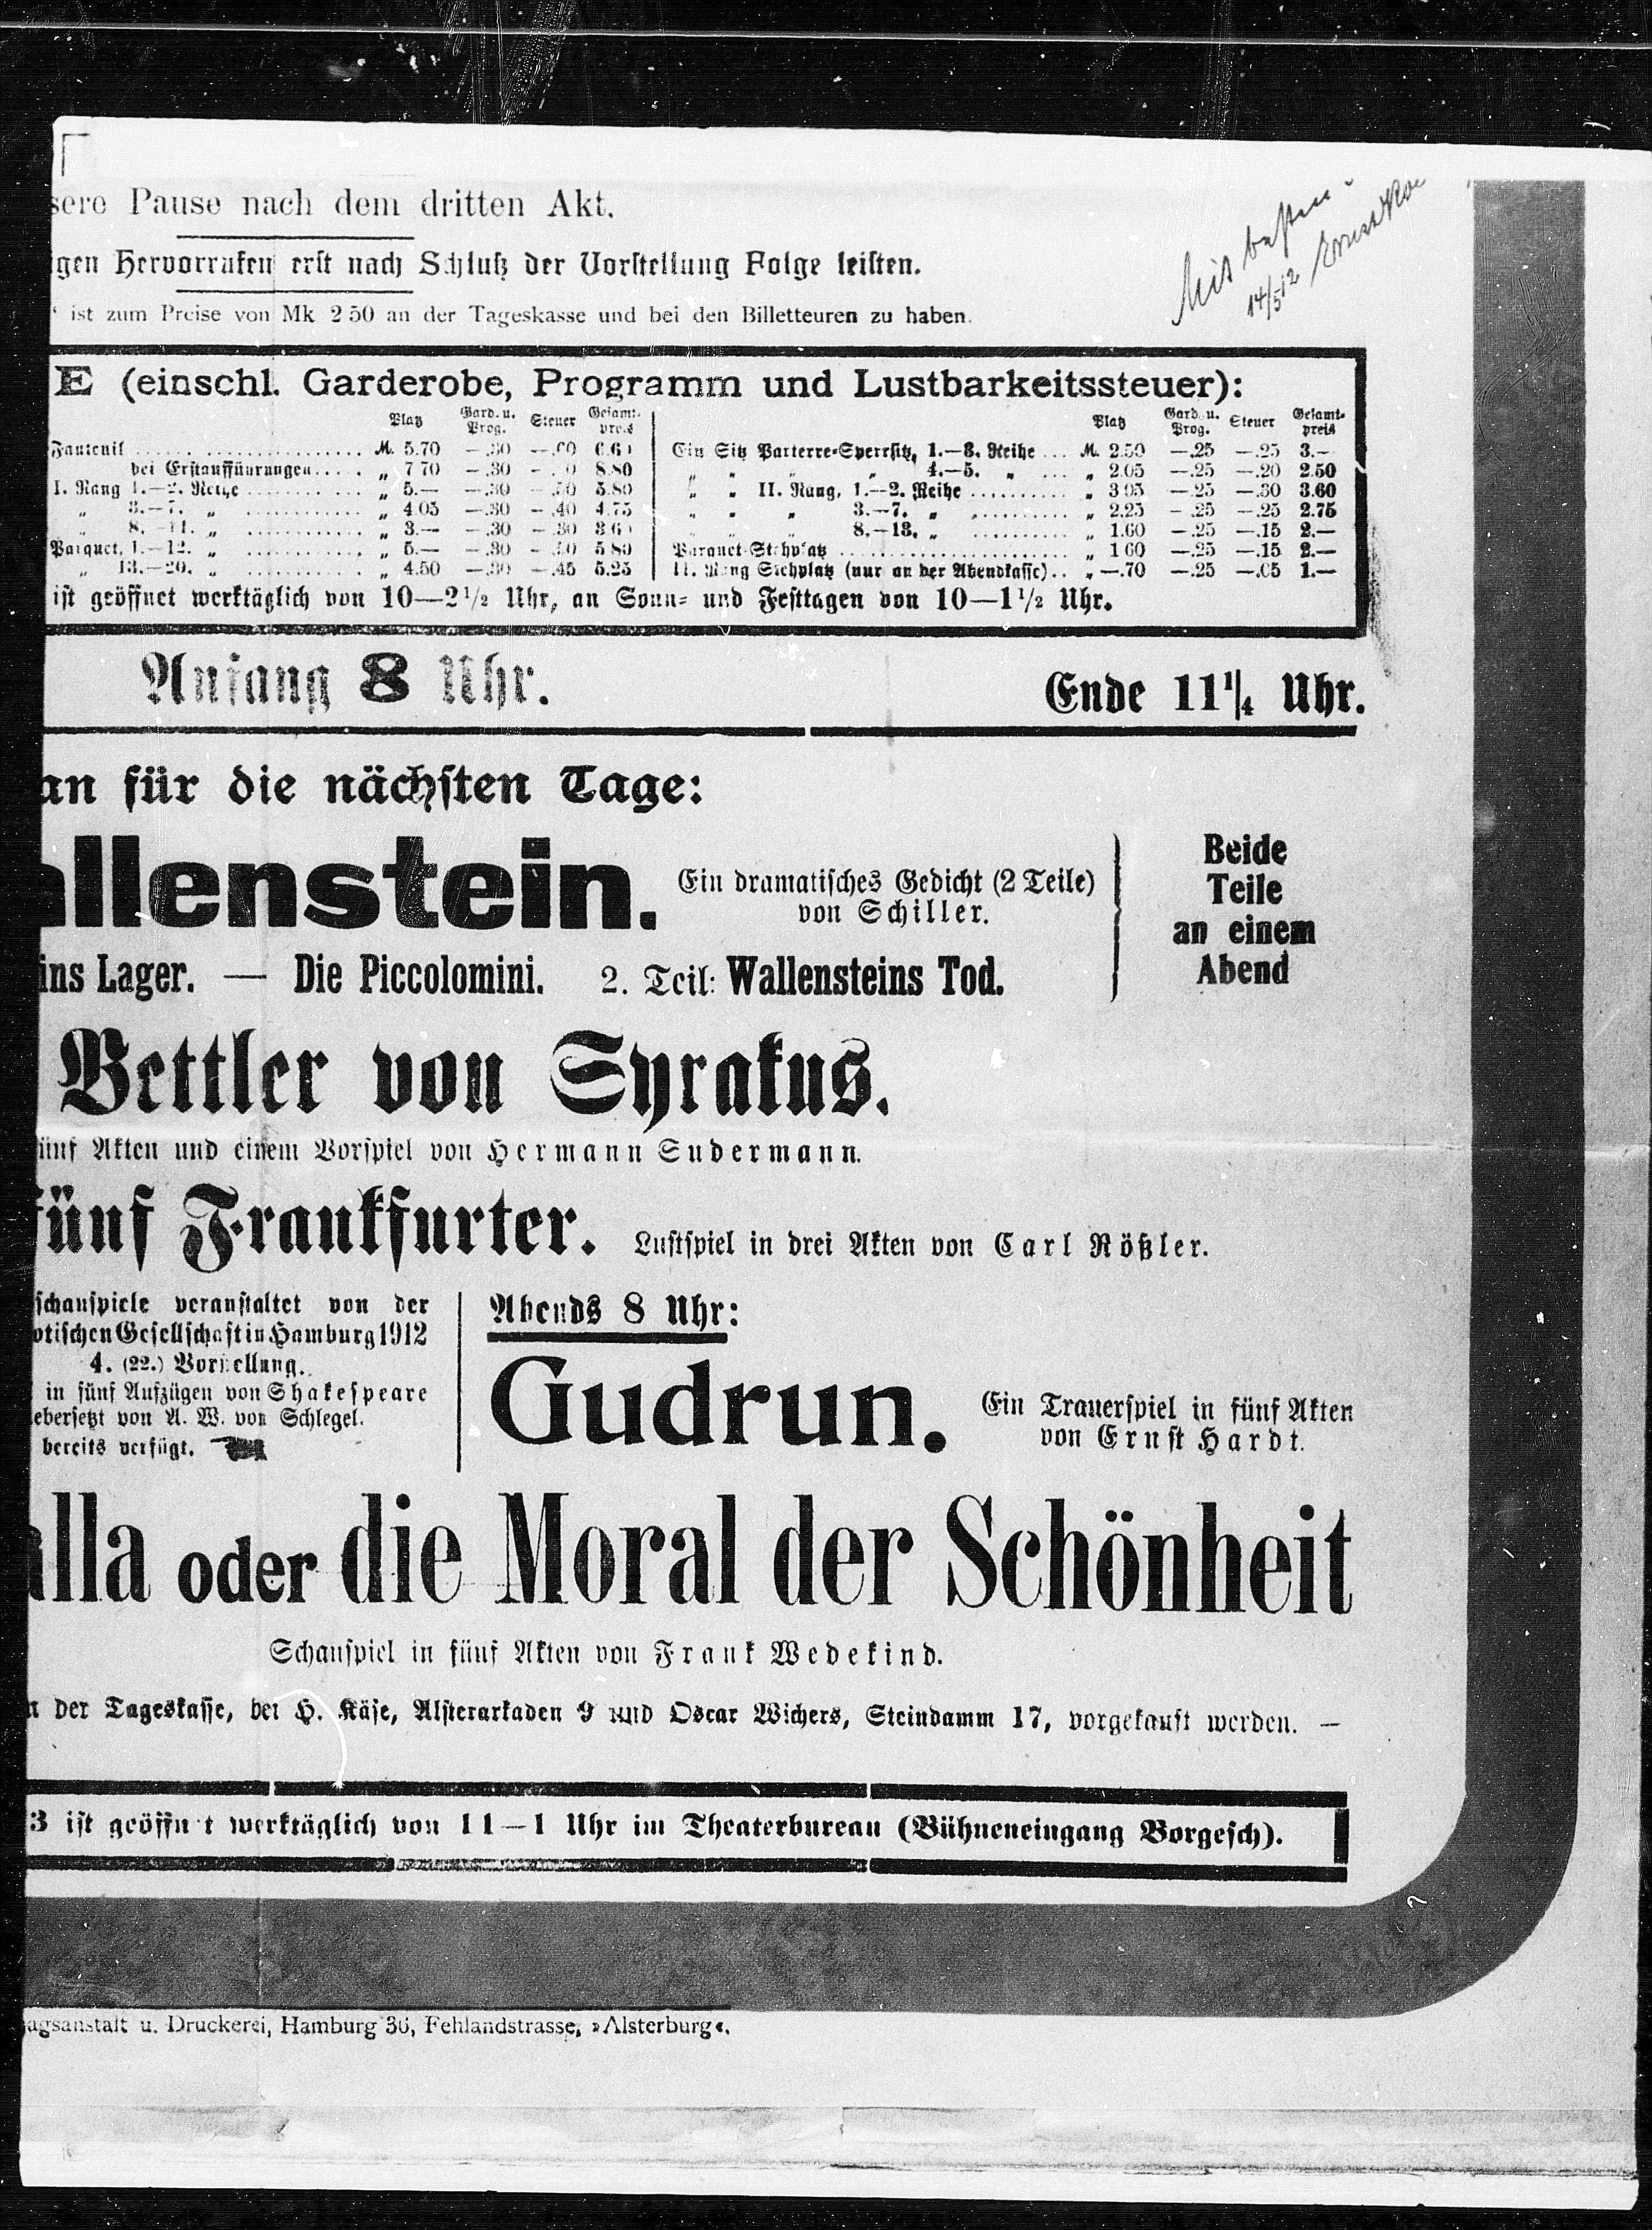 sere Pause nach dem dritten Akt.
gen Hervorrufen erst nach Schluß der Vorstellung Folge leisten.
ist zum Preise von Mk 2 50 an der Tageskasse und bei den Billetteuren zu haben.
14/5 12
E (einschl. Garderobe, Programm und Lustbarkeitssteuer):
Platz Gard. u. Prog. Steuer Gesamt-preis Platz Gard. u. Prog. Steuer Gesamt-preis
Fauteuil M. 5.70 —.30 —.60 Ein Sitz Parterre-Sperrsitz, 1.—3. Reihe ... M. 2.50 —.25 —.25 3.—
bei Erstaufführungen..... „ 7 70 —.30 8.80 „ „ „ 4.—5. „ ... „ 2.05 —.25 —.20 2.50
I. Rang 1.—2. Reihe „ 5.— —.30 —.50 5.80 „ „ II. Rang, 1.—2. Reihe .......... „ 3 05 —.25 —.30 3.60
„ 3.—7. „ „ 4.05 —.30 —.40 4.75 „ „ „ 3.—7. „ .......... „ 2.25 —.25 —.25 2.75
„ 8.—11. „ „ 3.— —.30 —.30 3.60 „ „ „ 8.—13. „ .......... „ 1.60 —.25 —.15 2.—
Parquet, 1.—12. „ „ 5.— —.30 —.50 5 80 Parquet-Stehplatz „ 1 60 —.25 —.15 2.—
„ 13.—20. „ „ 4.50 —.30 —.45 5.25 II. Rang Stehplatz (nur an der Abendkasse).. „ —.70 —.25 —.05 1.—
ist geöffnet werktäglich von 10—2½ Uhr, an Sonn- und Festtagen von 10—1½ Uhr.
Anfang 8 Uhr. Ende 11¼ Uhr.
an für die nächsten Tage:
allenstein. Ein dramatisches Gedicht (2 Teile)
von Schiller.
Beide
Teile
an einem
Abend
ins Lager. — Die Piccolomini. 2. Teil: Wallensteins Tod.
Bettler von Syrakus.
fünf Akten und einem Vorspiel von Hermann Sudermann.
fünf Frankfurter. Lustspiel in drei Akten von Carl Rößler.
schauspiele veranstaltet von der
otischen Gesellschaft in Hamburg 1912
4. (22.) Vorstellung.
in fünf Aufzügen von Shakespeare
ebersetzt von A. W. von Schlegel.
bereits verfügt.
Abends 8 Uhr:
Gudrun. Ein Trauerspiel in fünf Akten
von Ernst Hardt.
alla oder die Moral der Schönheit
Schauspiel in fünf Akten von Frank Wedekind.
n der Tageskasse, bei H. Käse, Alsterarkaden 9 und Oscar Wichers, Steindamm 17, vorgekauft werden. —
3 ist geöffnet werktäglich von 11—1 Uhr im Theaterbureau (Bühneneingang Borgesch).
agsanstalt u. Druckerei, Hamburg 36, Fehlandstrasse, »Alsterburg«.